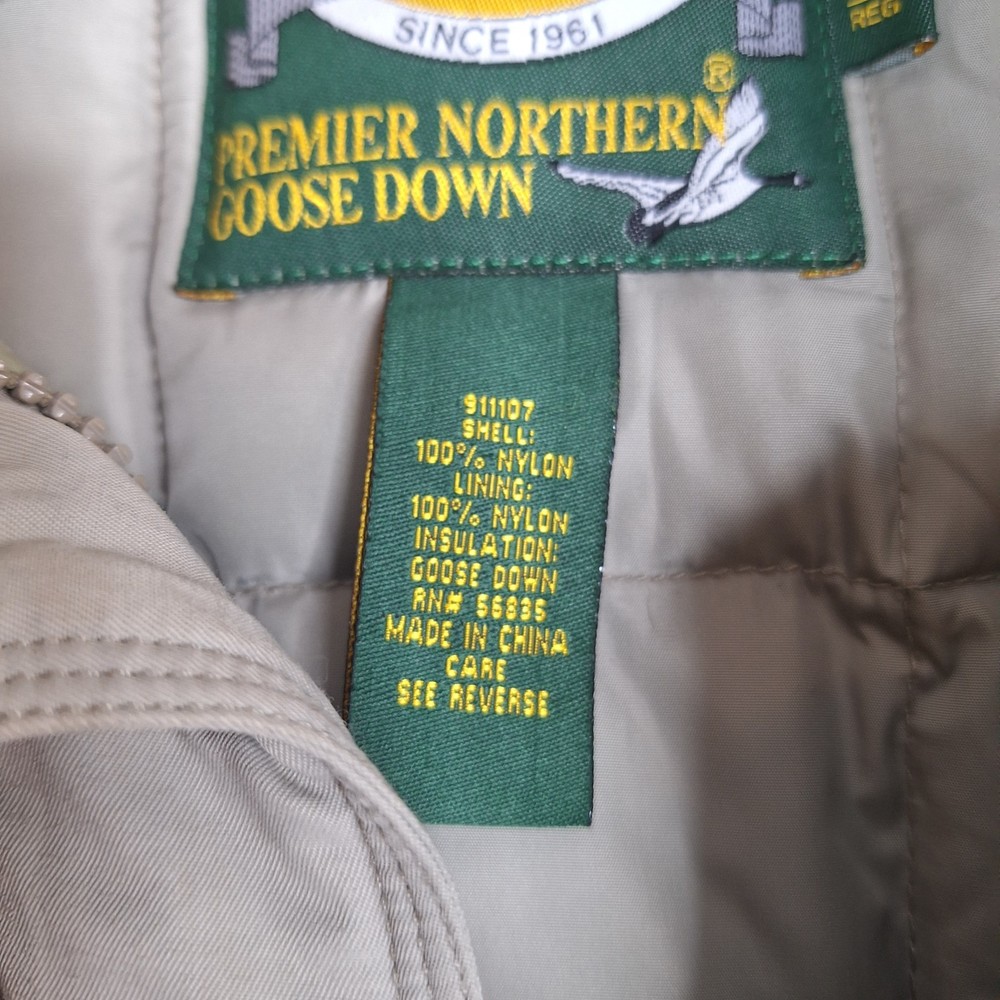 SINCE 1961
REG
®
PREMIER NORTHERN
GOOSE DOWN
911107
SHELL:
100% NYLON
LINING:
100% NYLON
INSULATION:
GOOSE DOWN
RN# 56835
MADE IN CHINA
CARE
SEE REVERSE